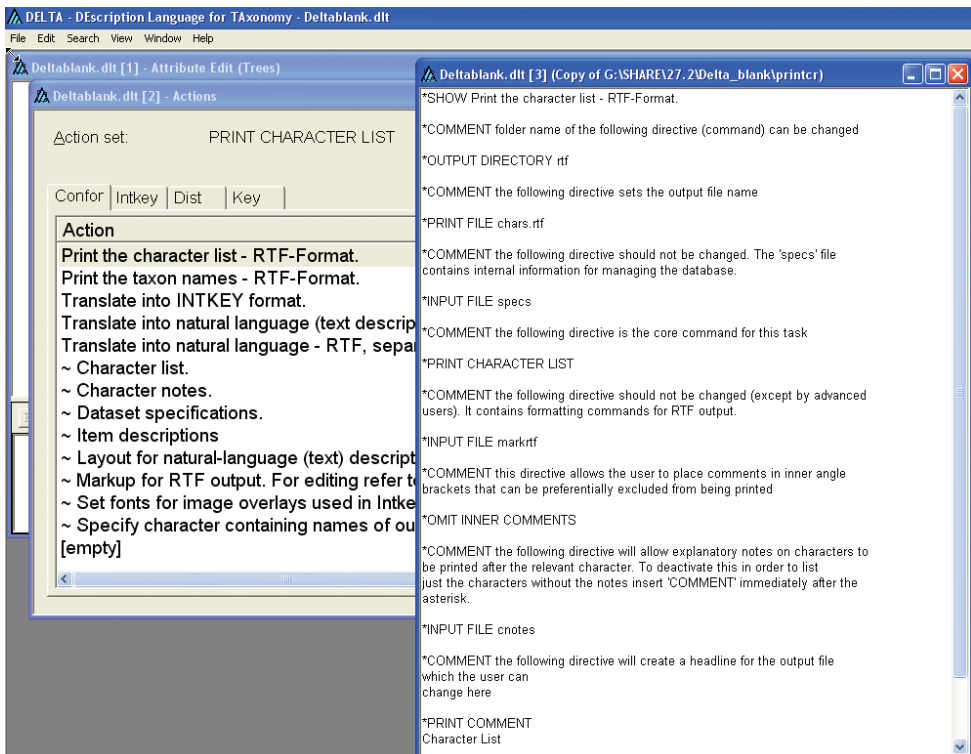 DELTA - DEscription Language for TAxonomy - Deltablank.dlt
File Edit Search View Window Help
Deltablank.dlt [1] - Attribute Edit (Trees)
Deltablank.dlt [2] - Actions
Action set: PRINT CHARACTER LIST
Confor Intkey Dist Key
Action
Print the character list - RTF-Format.
Print the taxon names - RTF-Format.
Translate into INTKEY format.
Translate into natural language (text descrip
Translate into natural language - RTF, separ
~ Character list.
~ Character notes.
~ Dataset specifications.
~ Item descriptions
~ Layout for natural-language (text) descript
~ Markup for RTF output. For editing refer t
~ Set fonts for image overlays used in Intke
~ Specify character containing names of ou
[empty]
Deltablank.dlt [3] (Copy of G:\SHARE\27.2\Delta_blank\printcr)
*SHOW Print the character list - RTF-Format.
*COMMENT folder name of the following directive (command) can be changed
*OUTPUT DIRECTORY rtf
*COMMENT the following directive sets the output file name
*PRINT FILE chars.rtf
*COMMENT the following directive should not be changed. The 'specs' file
contains internal information for managing the database.
*INPUT FILE specs
*COMMENT the following directive is the core command for this task
*PRINT CHARACTER LIST
*COMMENT the following directive should not be changed (except by advanced
users). It contains formatting commands for RTF output.
*INPUT FILE markrtf
*COMMENT this directive allows the user to place comments in inner angle
brackets that can be preferentially excluded from being printed
*OMIT INNER COMMENTS
*COMMENT the following directive will allow explanatory notes on characters to
be printed after the relevant character. To deactivate this in order to list
just the characters without the notes insert 'COMMENT' immediately after the
asterisk.
*INPUT FILE cnotes
*COMMENT the following directive will create a headline for the output file
which the user can
change here
*PRINT COMMENT
Character List